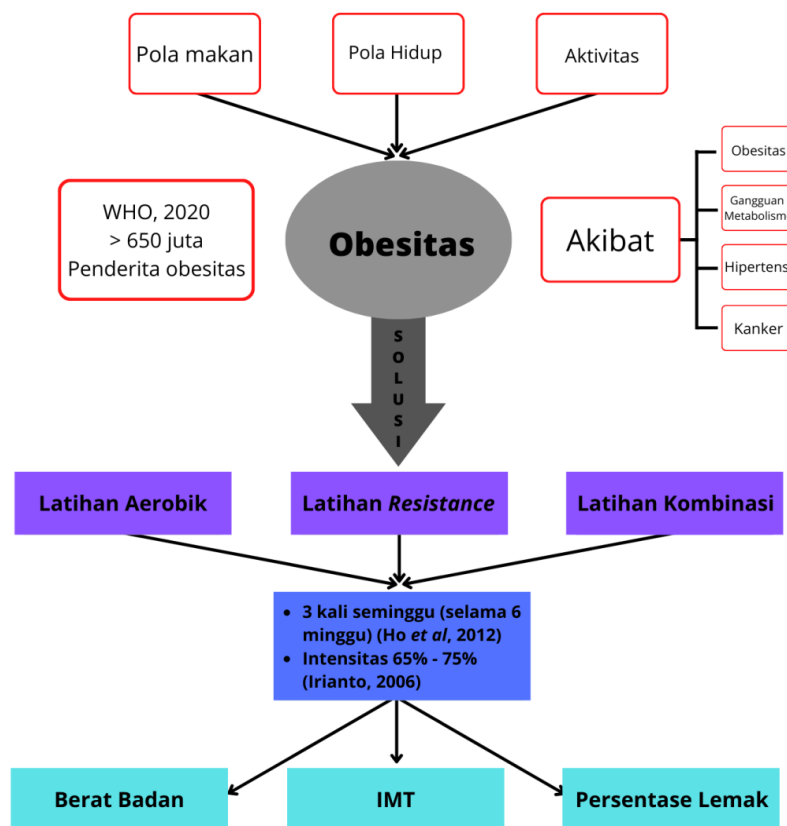 Pola makan
Pola Hidup
Aktivitas
WHO, 2020
> 650 juta
Penderita obesitas
Obesitas
Akibat
Obesitas
Gangguan
Metabolisme
Hipertens
Kanker
SOLUSI
Latihan Aerobik
Latihan Resistance
Latihan Kombinasi
• 3 kali seminggu (selama 6
minggu) (Ho et al, 2012)
• Intensitas 65% - 75%
(Irianto, 2006)
Berat Badan
IMT
Persentase Lemak